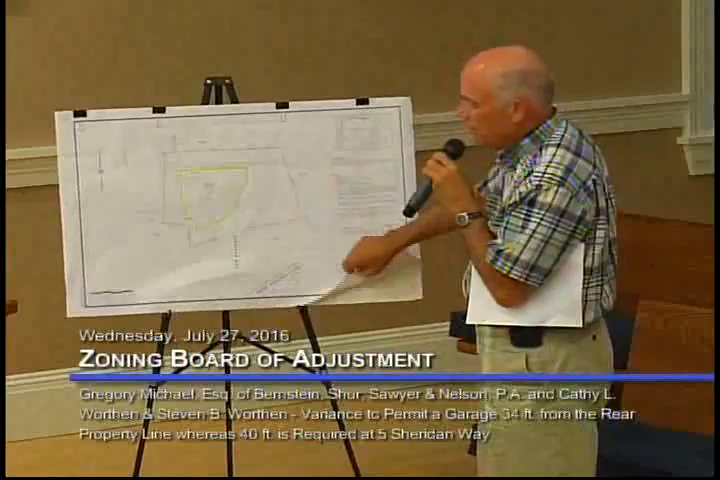 Wednesday, July 27, 2016
Zoning Board of Adjustment
Gregory Michael, Esq. of Bernstein, Shur, Sawyer & Nelson, P.A. and Cathy L.
Worthen & Steven B. Worthen - Variance to Permit a Garage 34 ft. from the Rear
Property Line whereas 40 ft. is Required at 5 Sheridan Way